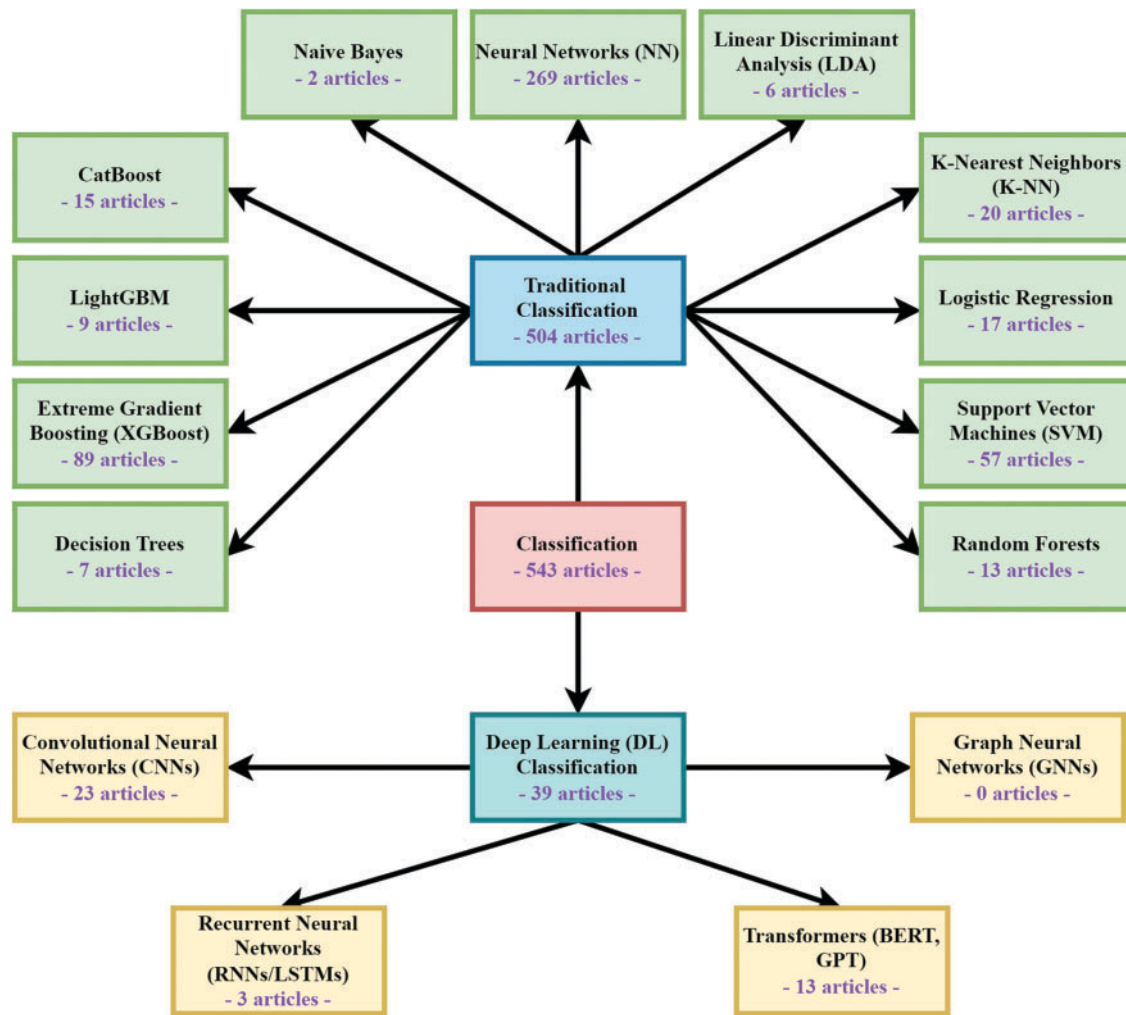 Naive Bayes
- 2 articles -
Neural Networks (NN)
- 269 articles -
Linear Discriminant
Analysis (LDA)
- 6 articles -
CatBoost
- 15 articles -
K-Nearest Neighbors
(K-NN)
- 20 articles -
LightGBM
- 9 articles -
Traditional
Classification
- 504 articles -
Logistic Regression
- 17 articles -
Extreme Gradient
Boosting (XGBoost)
- 89 articles -
Support Vector
Machines (SVM)
- 57 articles -
Decision Trees
- 7 articles -
Classification
- 543 articles -
Random Forests
- 13 articles -
Convolutional Neural
Networks (CNNs)
- 23 articles -
Deep Learning (DL)
Classification
- 39 articles -
Graph Neural
Networks (GNNs)
- 0 articles -
Recurrent Neural
Networks
(RNNs/LSTMs)
- 3 articles -
Transformers (BERT,
GPT)
- 13 articles -